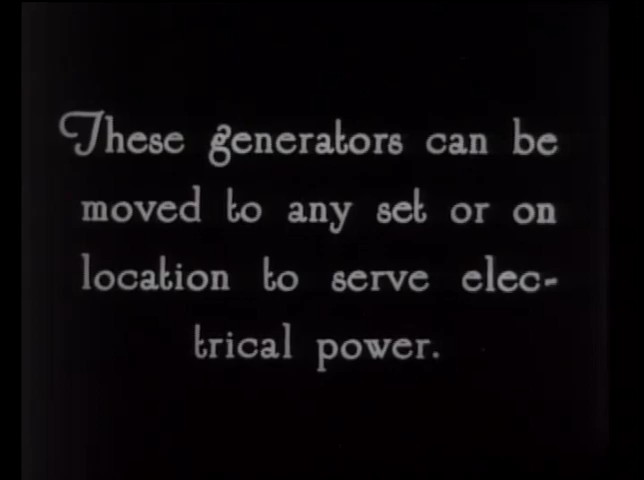 These generators can be
moved to any set or on
location to serve elec-
trical power.